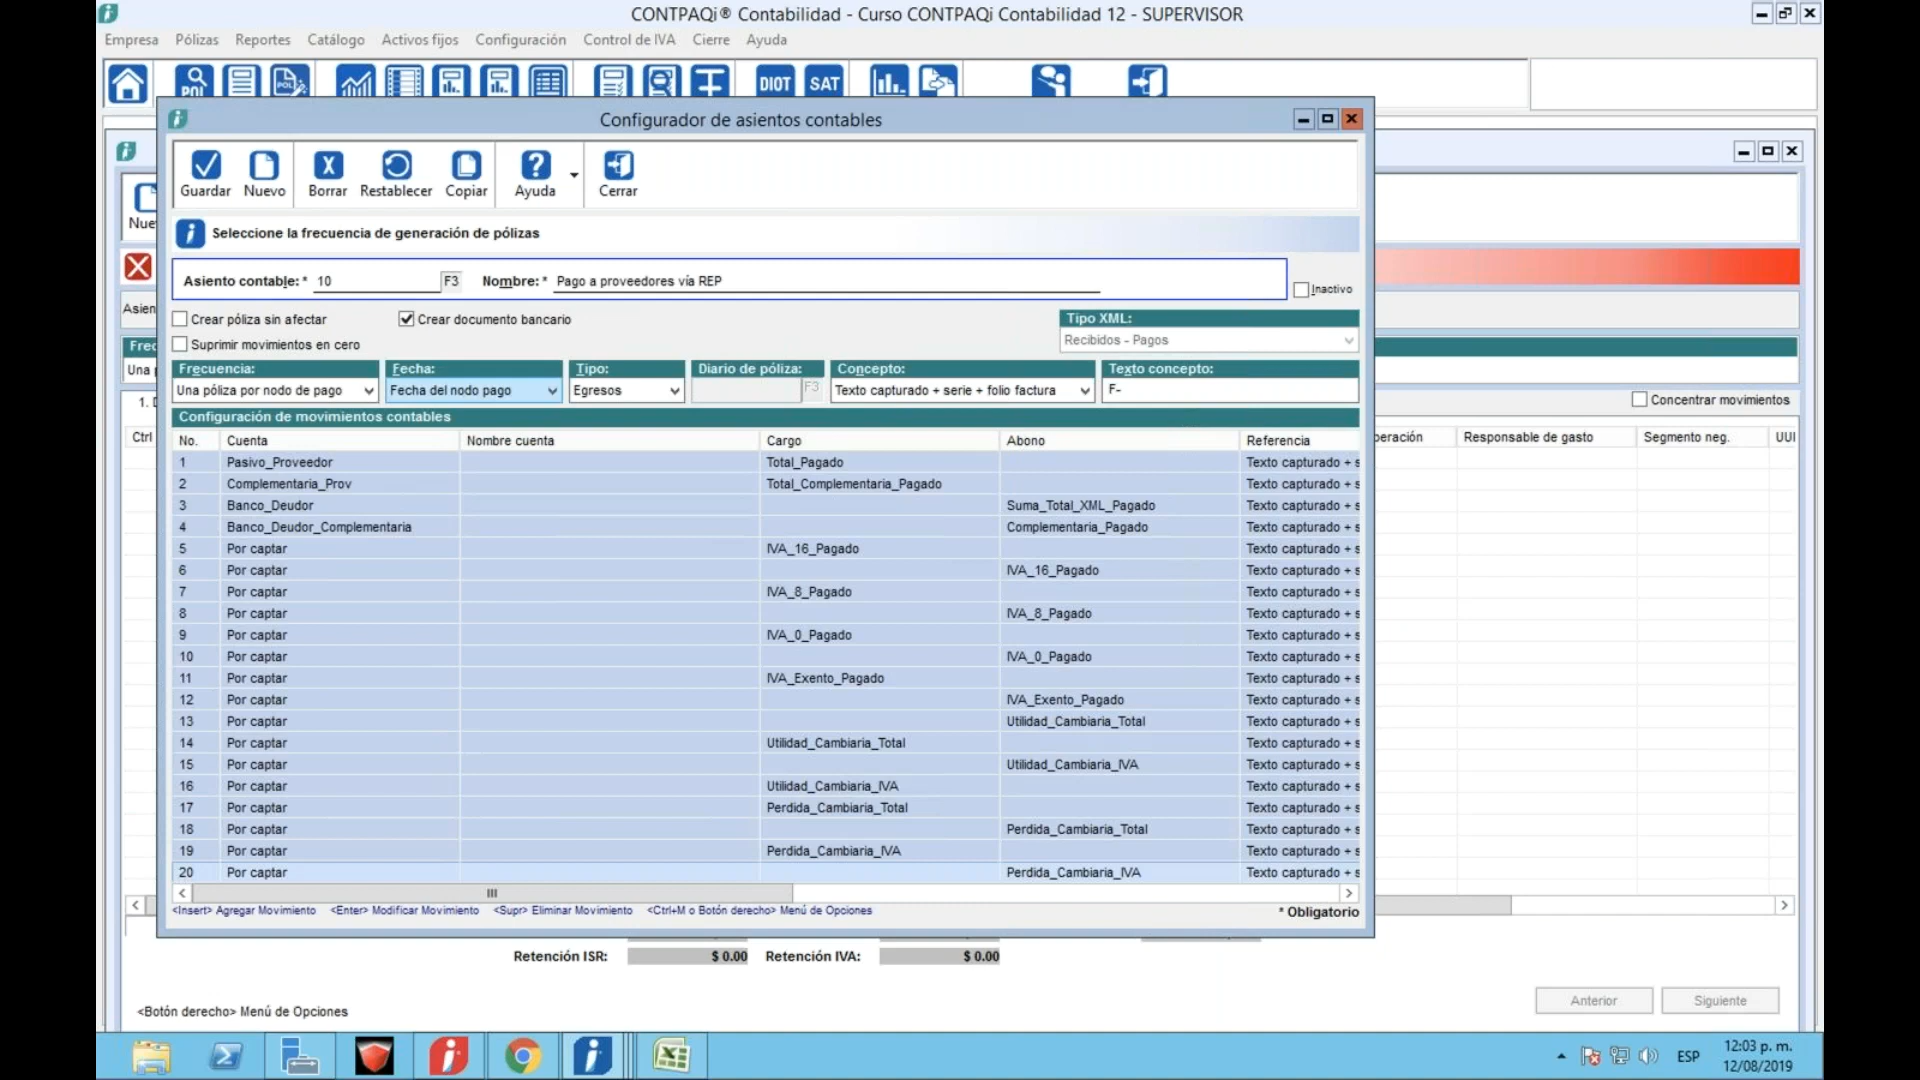 CONTPAQi® Contabilidad - Curso CONTPAQi Contabilidad 12 - SUPERVISOR
Empresa Pólizas Reportes Catálogo Activos fijos Configuración Control de IVA Cierre Ayuda
POL POL DIOT SAT
Configurador de asientos contables
Guardar Nuevo Borrar Restablecer Copiar Ayuda Cerrar
Seleccione la frecuencia de generación de pólizas
Asiento contable: * 10 F3 Nombre: * Pago a proveedores vía REP
Inactivo
Asien
Crear póliza sin afectar Crear documento bancario
Suprimir movimientos en cero
Tipo XML:
Recibidos - Pagos
Frecuencia: Fecha: Tipo: Diario de póliza: Concepto: Texto concepto:
Una póliza por nodo de pago Fecha del nodo pago Egresos F3 Texto capturado + serie + folio factura F-
Concentrar movimientos
Configuración de movimientos contables
No. Cuenta Nombre cuenta Cargo Abono Referencia
1 Pasivo_Proveedor Total_Pagado Texto capturado + s
2 Complementaria_Prov Total_Complementaria_Pagado Texto capturado + s
3 Banco_Deudor Suma_Total_XML_Pagado Texto capturado + s
4 Banco_Deudor_Complementaria Complementaria_Pagado Texto capturado + s
5 Por captar IVA_16_Pagado Texto capturado + s
6 Por captar IVA_16_Pagado Texto capturado + s
7 Por captar IVA_8_Pagado Texto capturado + s
8 Por captar IVA_8_Pagado Texto capturado + s
9 Por captar IVA_0_Pagado Texto capturado + s
10 Por captar IVA_0_Pagado Texto capturado + s
11 Por captar IVA_Exento_Pagado Texto capturado + s
12 Por captar IVA_Exento_Pagado Texto capturado + s
13 Por captar Utilidad_Cambiaria_Total Texto capturado + s
14 Por captar Utilidad_Cambiaria_Total Texto capturado + s
15 Por captar Utilidad_Cambiaria_IVA Texto capturado + s
16 Por captar Utilidad_Cambiaria_IVA Texto capturado + s
17 Por captar Perdida_Cambiaria_Total Texto capturado + s
18 Por captar Perdida_Cambiaria_Total Texto capturado + s
19 Por captar Perdida_Cambiaria_IVA Texto capturado + s
20 Por captar Perdida_Cambiaria_IVA Texto capturado + s
<Insert> Agregar Movimiento <Enter> Modificar Movimiento <Supr> Eliminar Movimiento <Ctrl+M o Botón derecho> Menú de Opciones
* Obligatorio
Nue
Frec
Una p
1. D
Ctrl
peración Responsable de gasto Segmento neg. UUI
Retención ISR: $ 0.00 Retención IVA: $ 0.00
Anterior Siguiente
<Botón derecho> Menú de Opciones
ESP
12:03 p. m.
12/08/2019